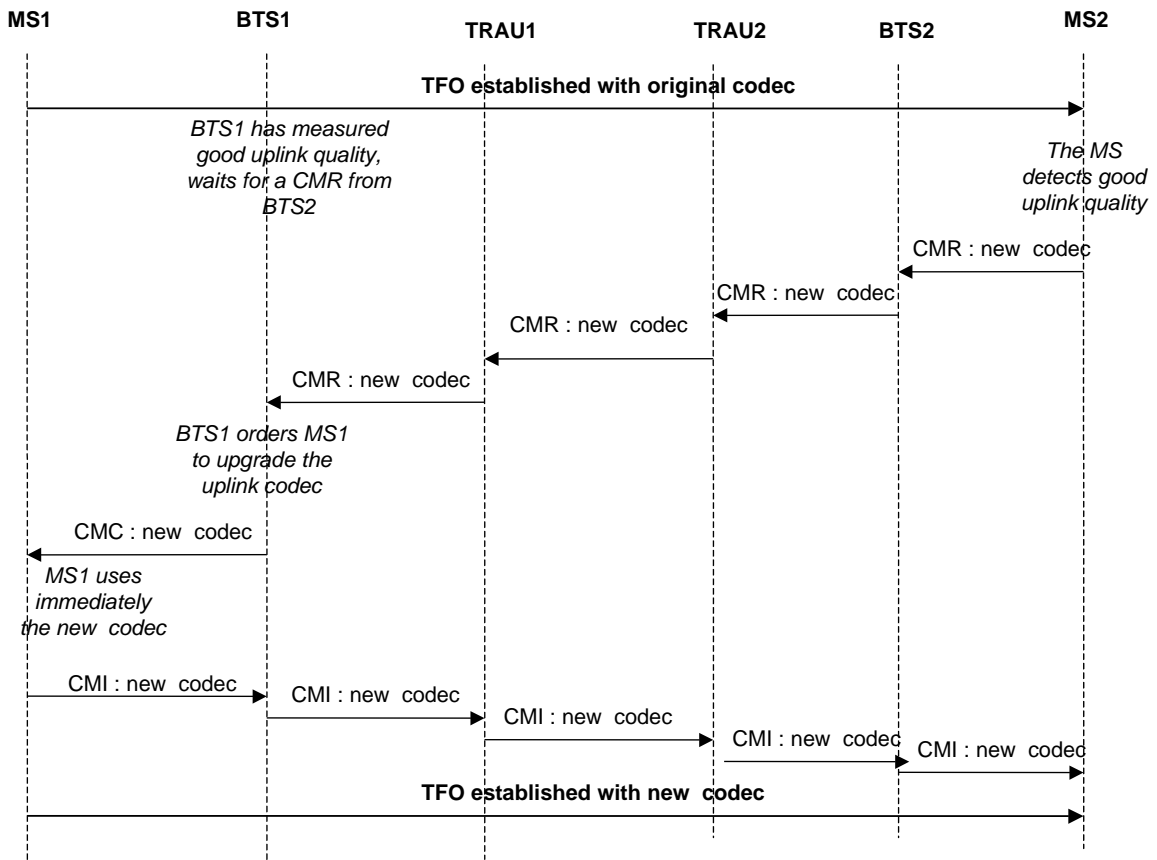 MS1
BTS1
TRAU1
TRAU2
BTS2
MS2
TFO established with original codec
BTS1 has measured
good uplink quality,
waits for a CMR from
BTS2
The MS
detects good
uplink quality
CMR : new codec
CMR : new codec
CMR : new codec
CMR : new codec
BTS1 orders MS1
to upgrade the
uplink codec
CMC : new codec
MS1 uses
immediately
the new codec
CMI : new codec
CMI : new codec
CMI : new codec
CMI : new codec
CMI : new codec
TFO established with new codec